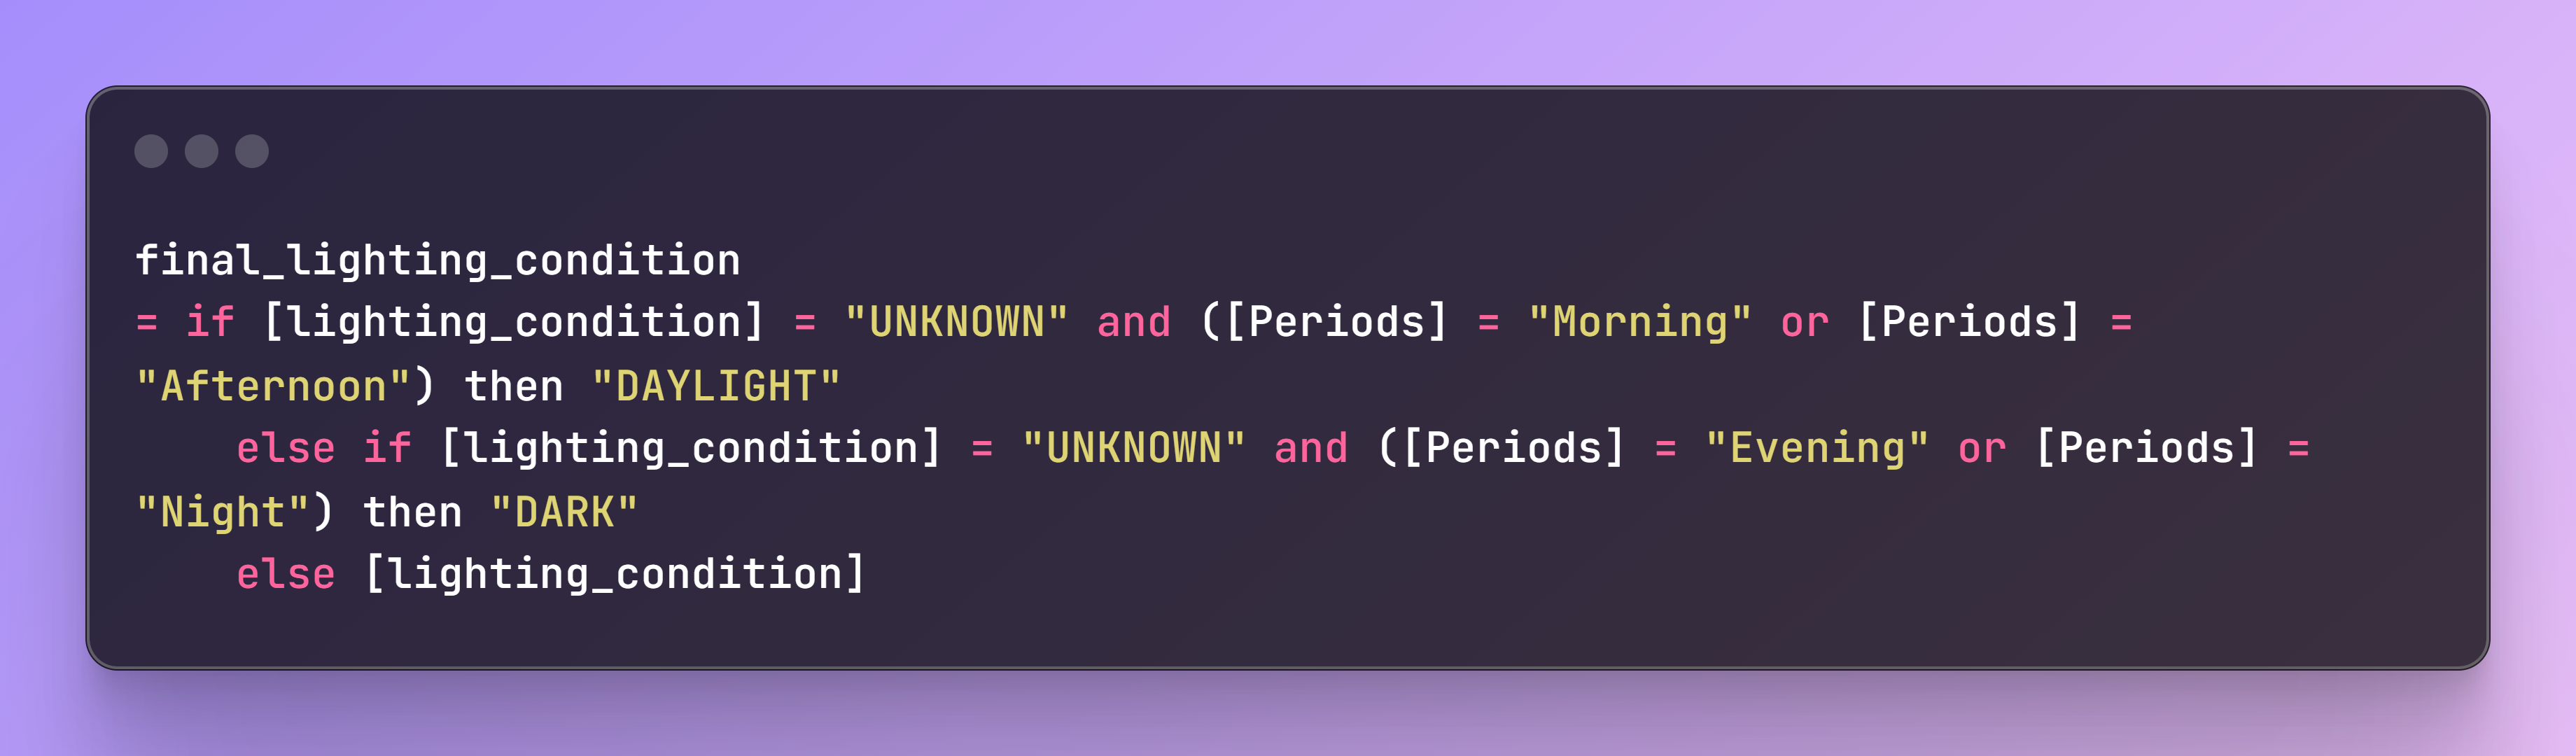 final_lighting_condition
= if [lighting_condition] = "UNKNOWN" and ([Periods] = "Morning" or [Periods] =
"Afternoon") then "DAYLIGHT"
    else if [lighting_condition] = "UNKNOWN" and ([Periods] = "Evening" or [Periods] =
"Night") then "DARK"
    else [lighting_condition]